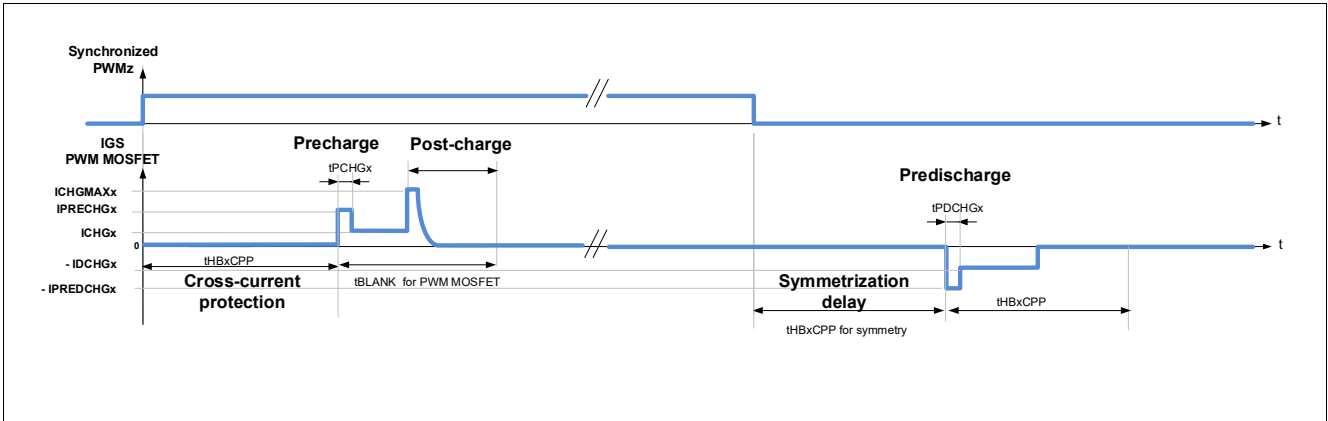 Synchronized
PWMz
t
IGS
PWM MOSFET
Precharge
Post-charge
tPCHGx
Predischarge
tPDCHGx
ICHGMAXx
IPRECHGx
ICHGx
0
t
- IDCHGx
- IPREDCHGx
tHBxCPP
Cross-current
protection
tBLANK for PWM MOSFET
Symmetrization
delay
tHBxCPP
tHBxCPP for symmetry